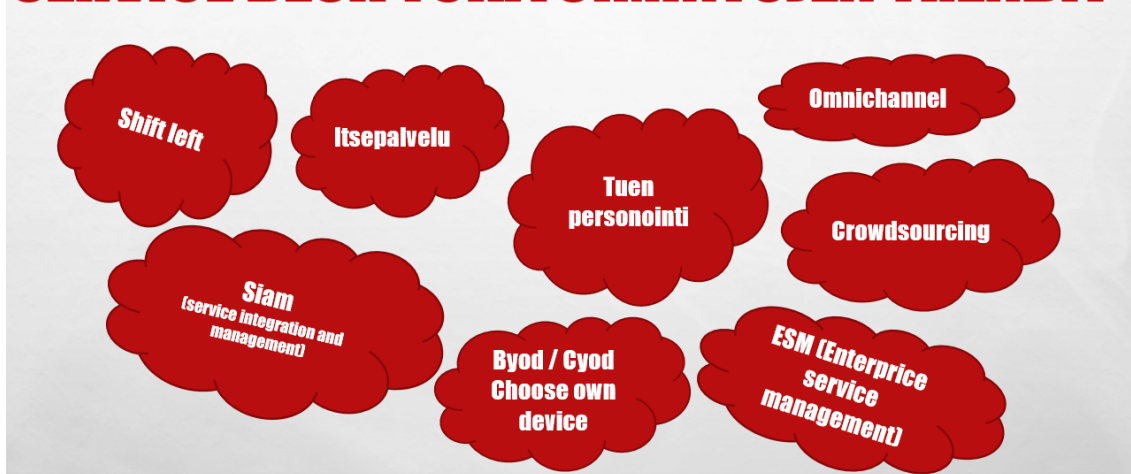 Shift left
Itsepalvelu
Omnichannel
Tuen
personointi
Crowdsourcing
Siam
(service integration and
management)
Byod / Cyod
Choose own
device
ESM (Enterprice
service
management)